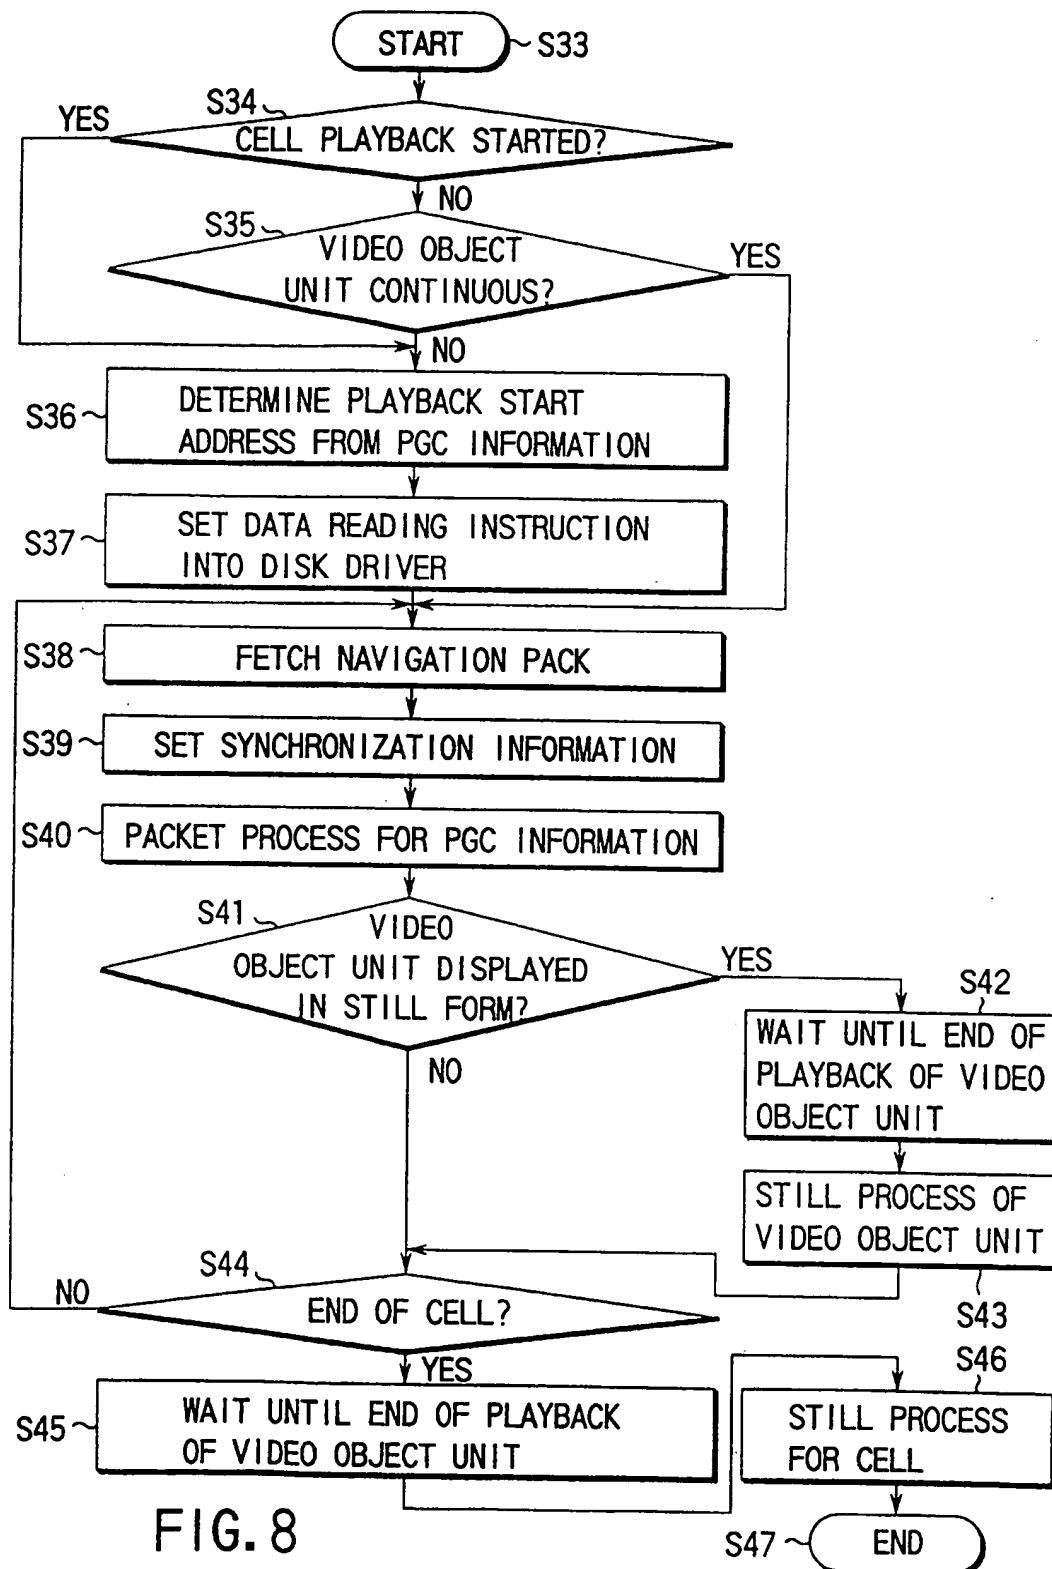 START
S33
S34
YES
CELL PLAYBACK STARTED?
NO
S35
VIDEO OBJECT
UNIT CONTINUOUS?
YES
NO
S36
DETERMINE PLAYBACK START
ADDRESS FROM PGC INFORMATION
S37
SET DATA READING INSTRUCTION
INTO DISK DRIVER
S38
FETCH NAVIGATION PACK
S39
SET SYNCHRONIZATION INFORMATION
S40
PACKET PROCESS FOR PGC INFORMATION
S41
VIDEO
OBJECT UNIT DISPLAYED
IN STILL FORM?
YES
NO
S42
WAIT UNTIL END OF
PLAYBACK OF VIDEO
OBJECT UNIT
STILL PROCESS OF
VIDEO OBJECT UNIT
S43
S44
NO
END OF CELL?
YES
S45
WAIT UNTIL END OF PLAYBACK
OF VIDEO OBJECT UNIT
S46
STILL PROCESS
FOR CELL
S47
END
FIG. 8